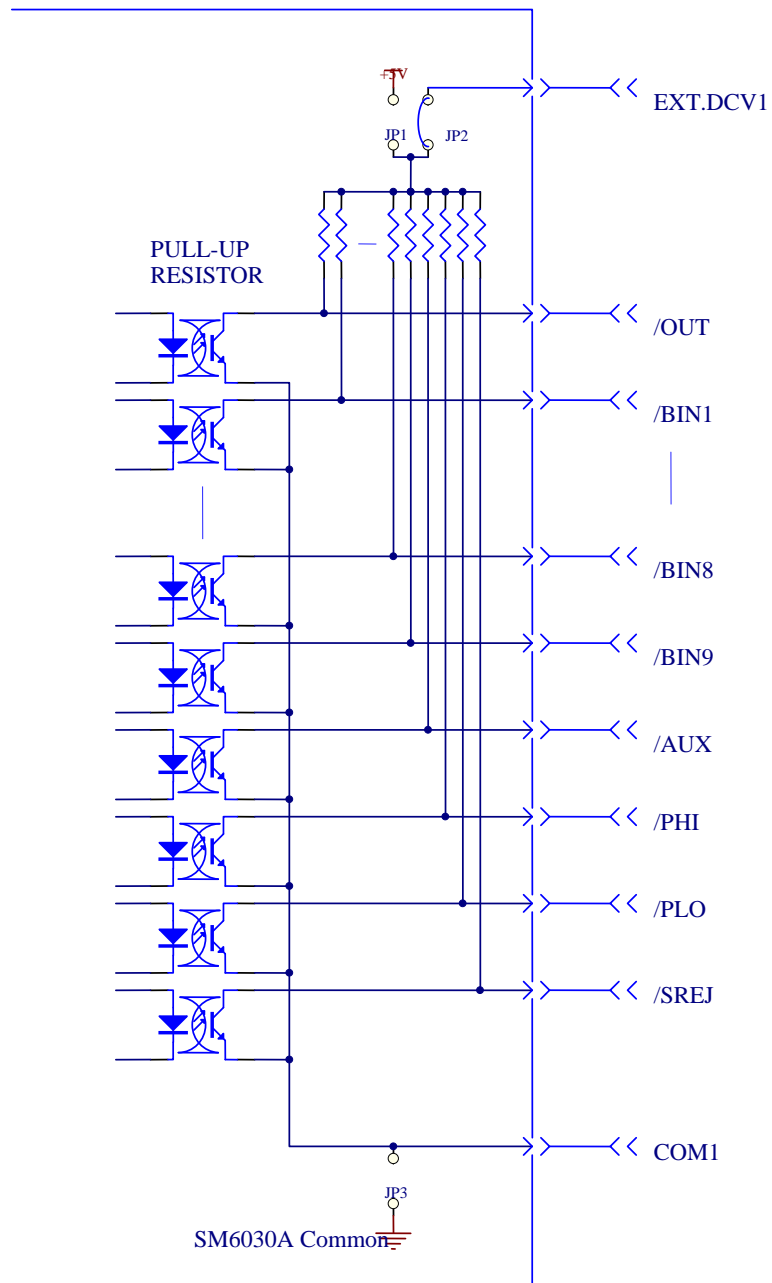 +5V
EXT.DCV1
JP1
JP2
PULL-UP
RESISTOR
/OUT
/BIN1
/BIN8
/BIN9
/AUX
/PHI
/PLO
/SREJ
COM1
JP3
SM6030A Common